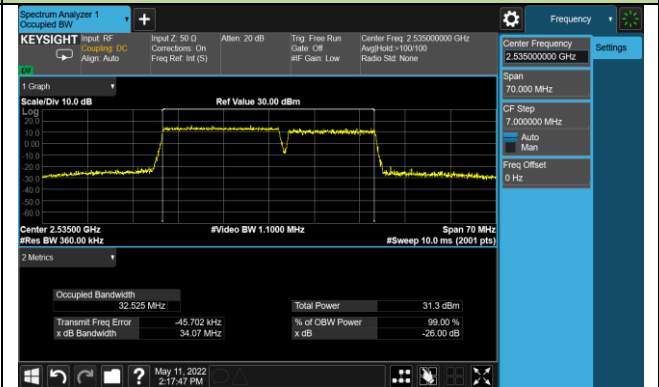 Spectrum Analyzer 1
Occupied BW
Frequency
KEYSIGHT
Input: RF
Coupling: DC
Align: Auto
Input Z: 50 Ω
Corrections: On
Freq Ref: Int (S)
Atten: 20 dB
Trig: Free Run
Gate: Off
#IF Gain: Low
Center Freq: 2.535000000 GHz
Avg|Hold:>100/100
Radio Std: None
Center Frequency
2.535000000 GHz
Settings
Span
70.000 MHz
CF Step
7.000000 MHz
Auto
Man
Freq Offset
0 Hz
1 Graph
Scale/Div 10.0 dB
Ref Value 30.00 dBm
Log
20.0
10.0
0.00
-10.0
-20.0
-30.0
-40.0
-50.0
-60.0
Center 2.53500 GHz
#Video BW 1.1000 MHz
Span 70 MHz
#Res BW 360.00 kHz
#Sweep 10.0 ms (2001 pts)
2 Metrics
Occupied Bandwidth
32.525 MHz
Total Power
31.3 dBm
Transmit Freq Error
-45.702 kHz
% of OBW Power
99.00 %
x dB Bandwidth
34.07 MHz
x dB
-26.00 dB
?
May 11, 2022
2:17:47 PM